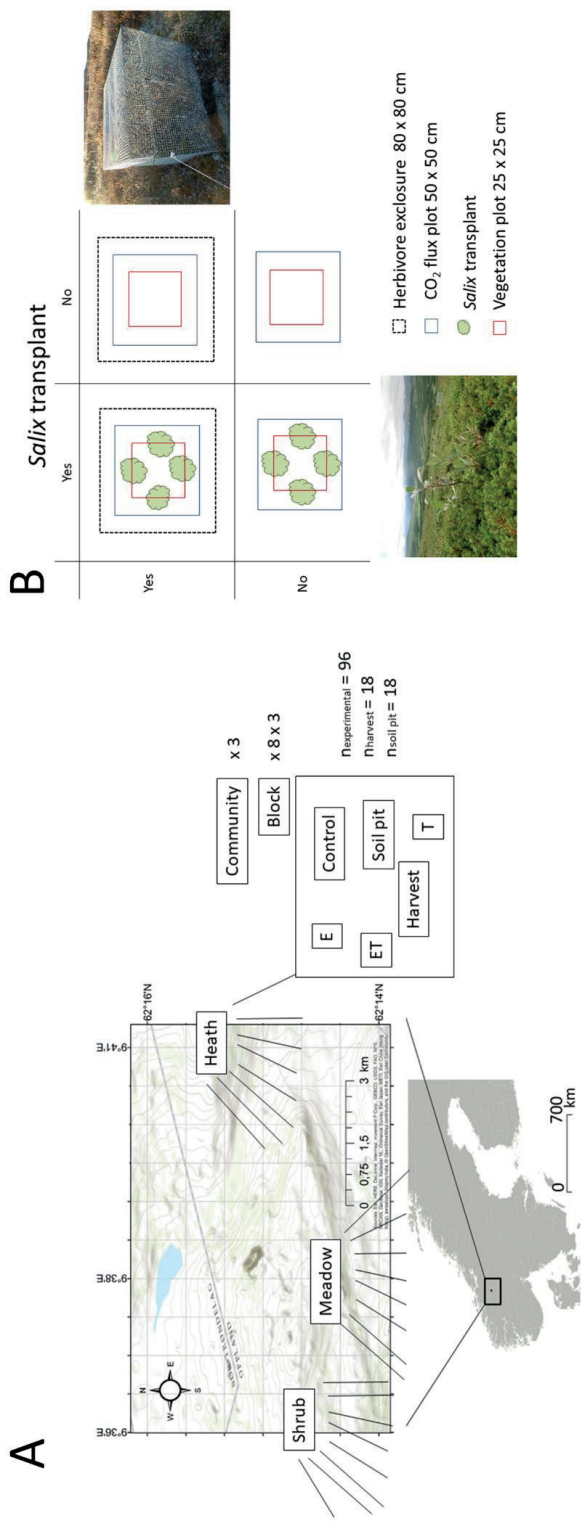 A
9°36'E
9°38'E
9°41'E
62°16'N
62°14'N
N
W
E
S
SØR-TRØNDELAG
OPPLAND
Shrub
Meadow
Heath
0 0,75 1,5 3 km
0 700 km
Community x 3
Block x 8 x 3
E
Control
ET
Soil pit
Harvest
T
nexperimental = 96
nharvest = 18
nsoil pit = 18
B
Salix transplant
Yes
No
Yes
No
Herbivore exclosure 80 x 80 cm
CO2 flux plot 50 x 50 cm
Salix transplant
Vegetation plot 25 x 25 cm